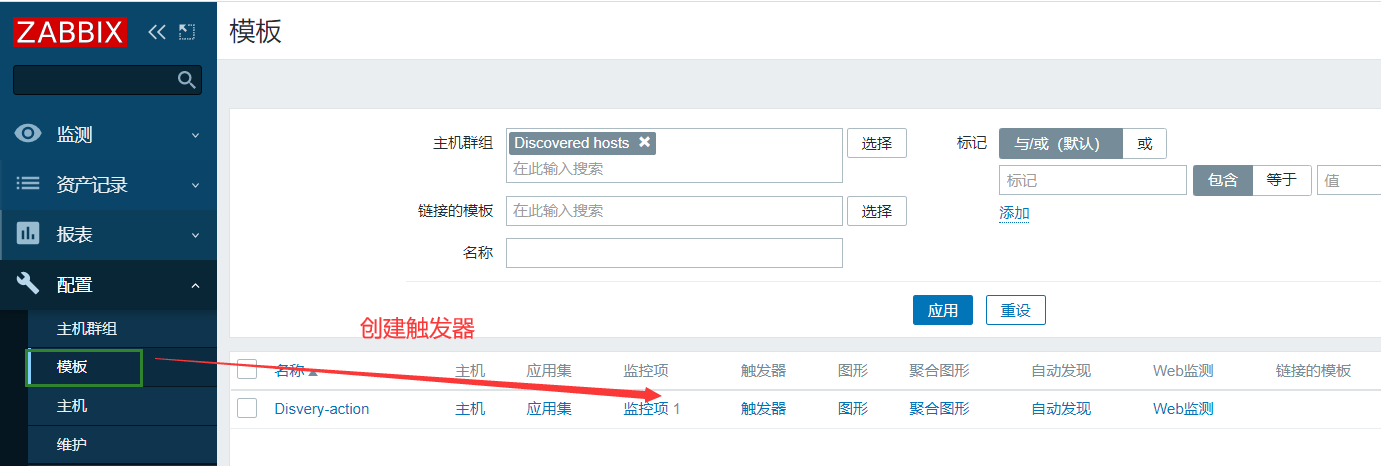 ZABBIX
模板
监测
资产记录
报表
配置
主机群组
模板
主机
维护
主机群组 Discovered hosts 选择 标记 与/或（默认） 或
在此输入搜索
标记 包含 等于 值
链接的模板 在此输入搜索 选择 添加
名称
应用 重设
创建触发器
名称 主机 应用集 监控项 触发器 图形 聚合图形 自动发现 Web监测 链接的模板
Disvery-action 主机 应用集 监控项 1 触发器 图形 聚合图形 自动发现 Web监测